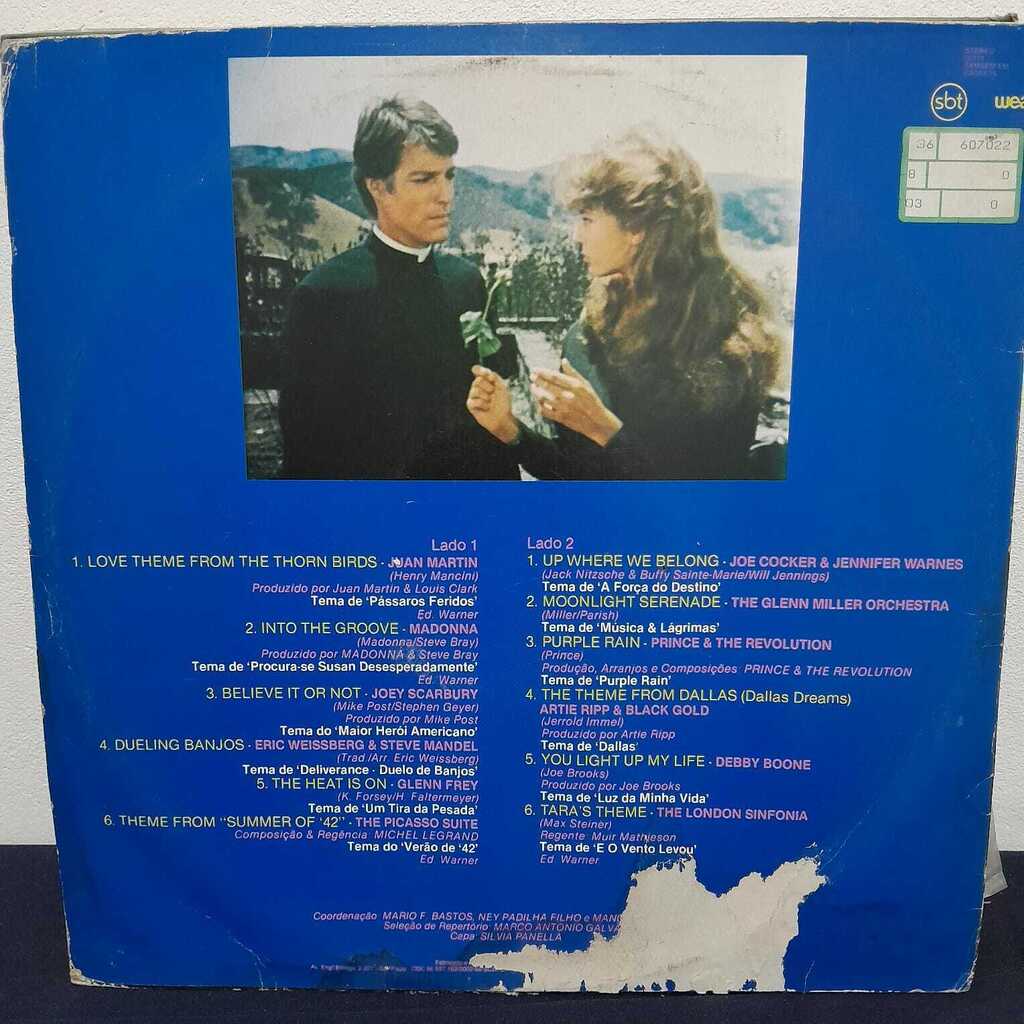 sbt
wea
36 607022
8 0
03 0
Lado 1
1. LOVE THEME FROM THE THORN BIRDS - JUAN MARTIN
(Henry Mancini)
Produzido por Juan Martin & Louis Clark
Tema de 'Pássaros Feridos'
Ed. Warner
2. INTO THE GROOVE - MADONNA
(Madonna/Steve Bray)
Produzido por MADONNA & Steve Bray
Tema de 'Procura-se Susan Desesperadamente'
Ed. Warner
3. BELIEVE IT OR NOT - JOEY SCARBURY
(Mike Post/Stephen Geyer)
Produzido por Mike Post
Tema do 'Maior Herói Americano'
4. DUELING BANJOS - ERIC WEISSBERG & STEVE MANDEL
(Trad./Arr. Eric Weissberg)
Tema de 'Deliverance - Duelo de Banjos'
5. THE HEAT IS ON - GLENN FREY
(K. Forsey/H. Faltermeyer)
Tema de 'Um Tira da Pesada'
6. THEME FROM "SUMMER OF '42" - THE PICASSO SUITE
Composição & Regência: MICHEL LEGRAND
Tema do 'Verão de '42'
Ed. Warner
Lado 2
1. UP WHERE WE BELONG - JOE COCKER & JENNIFER WARNES
(Jack Nitzsche & Buffy Sainte-Marie/Will Jennings)
Tema de 'A Força do Destino'
2. MOONLIGHT SERENADE - THE GLENN MILLER ORCHESTRA
(Miller/Parish)
Tema de 'Música & Lágrimas'
3. PURPLE RAIN - PRINCE & THE REVOLUTION
(Prince)
Produção, Arranjos e Composições: PRINCE & THE REVOLUTION
Tema de 'Purple Rain'
4. THE THEME FROM DALLAS (Dallas Dreams)
ARTIE RIPP & BLACK GOLD
(Jerrold Immel)
Produzido por Artie Ripp
Tema de 'Dallas'
5. YOU LIGHT UP MY LIFE - DEBBY BOONE
(Joe Brooks)
Produzido por Joe Brooks
Tema de 'Luz da Minha Vida'
6. TARA'S THEME - THE LONDON SINFONIA
(Max Steiner)
Regente: Muir Mathieson
Tema de 'E O Vento Levou'
Ed. Warner
Coordenação: MARIO F. BASTOS, NEY PADILHA FILHO e
Seleção de Repertório: MARCO ANTONIO
Capa: SILVIA PANELLA